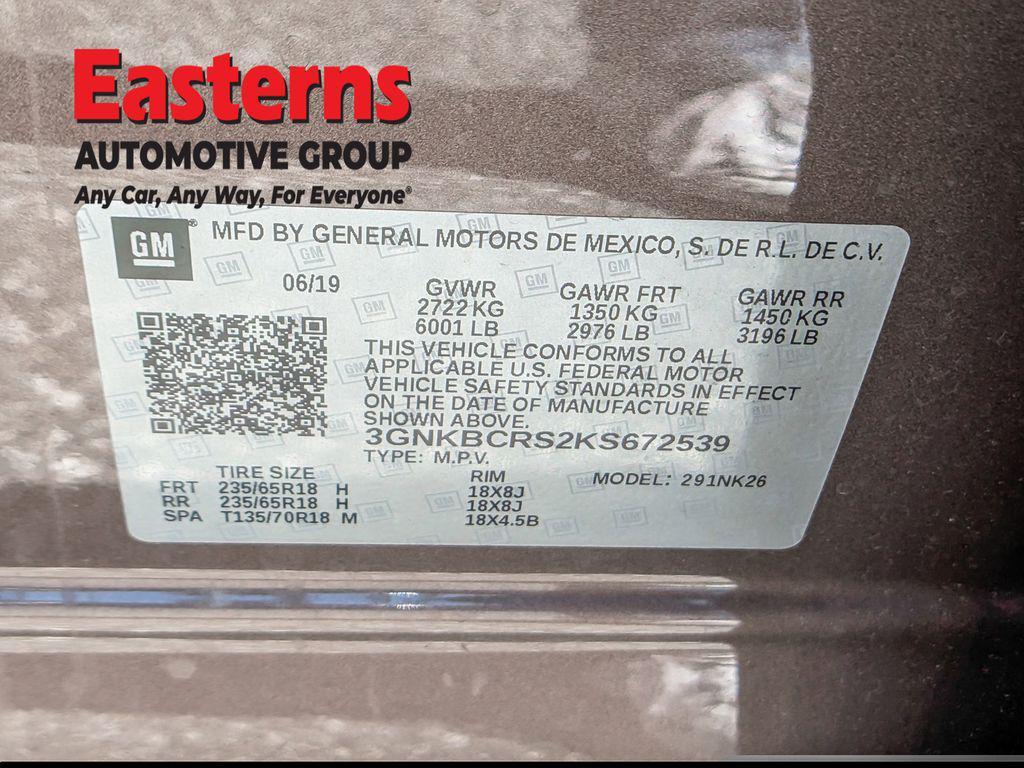 Easterns
AUTOMOTIVE GROUP
Any Car, Any Way, For Everyone®
GM® MFD BY GENERAL MOTORS DE MEXICO, S. DE R.L. DE C.V.
06/19 GVWR GAWR FRT GAWR RR
2722 KG 1350 KG 1450 KG
6001 LB 2976 LB 3196 LB
THIS VEHICLE CONFORMS TO ALL
APPLICABLE U.S. FEDERAL MOTOR
VEHICLE SAFETY STANDARDS IN EFFECT
ON THE DATE OF MANUFACTURE
SHOWN ABOVE.
3GNKBCRS2KS672539
TYPE: M.P.V.
TIRE SIZE RIM MODEL: 291NK26
FRT 235/65R18 H 18X8J
RR 235/65R18 H 18X8J
SPA T135/70R18 M 18X4.5B